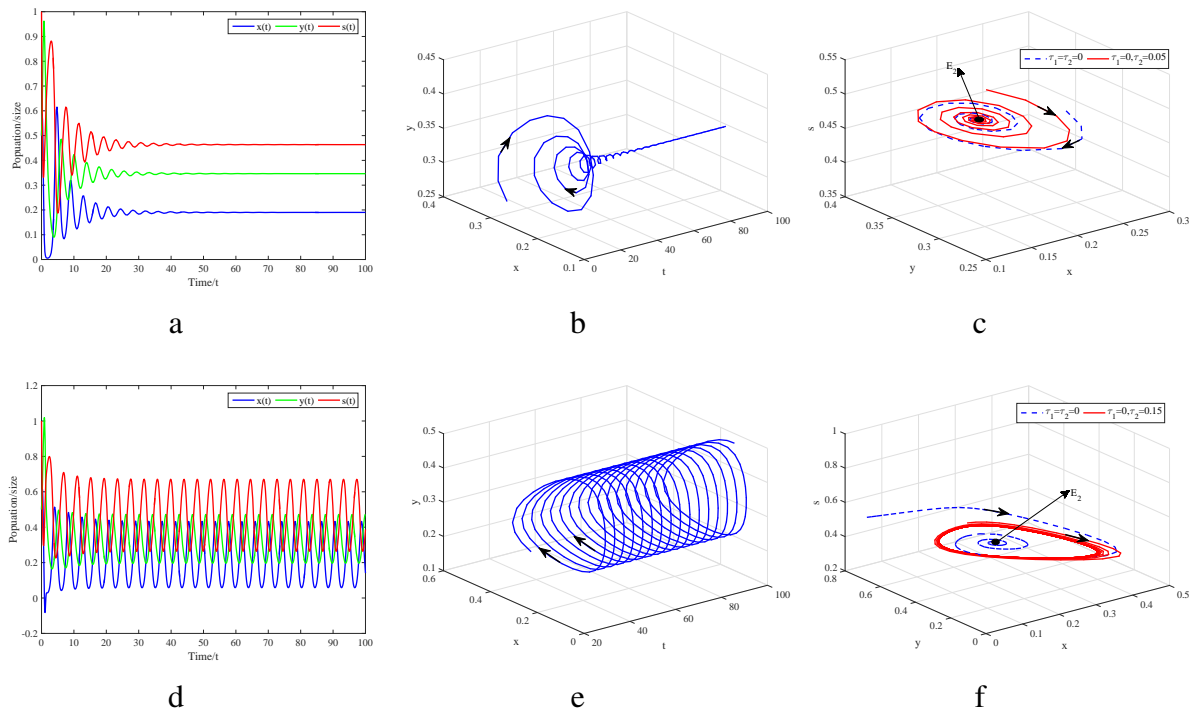 x(t) y(t) s(t)
Popuation/size
1
0.9
0.8
0.7
0.6
0.5
0.4
0.3
0.2
0.1
0
0 10 20 30 40 50 60 70 80 90 100
Time/t
a
0.45
0.4
0.35
0.3
0.25
y
0.4
0.3
0.2
0.1
x
0 20 40 60 80 100
t
b
τ1=τ2=0 τ1=0,τ2=0.05
E2
0.55
0.5
0.45
0.4
0.35
s
0.4
0.35
0.3
0.25
y
0.1 0.15 0.2 0.25 0.3
x
c
x(t) y(t) s(t)
Popuation/size
1.2
1
0.8
0.6
0.4
0.2
0
-0.2
0 10 20 30 40 50 60 70 80 90 100
Time/t
d
0.5
0.4
0.3
0.2
0.1
y
0.6
0.4
0.2
0
x
20 40 60 80 100
t
e
τ1=τ2=0 τ1=0,τ2=0.15
E2
1
0.8
0.6
0.4
0.2
s
0.8
0.6
0.4
0.2
0
y
0 0.1 0.2 0.3 0.4 0.5
x
f